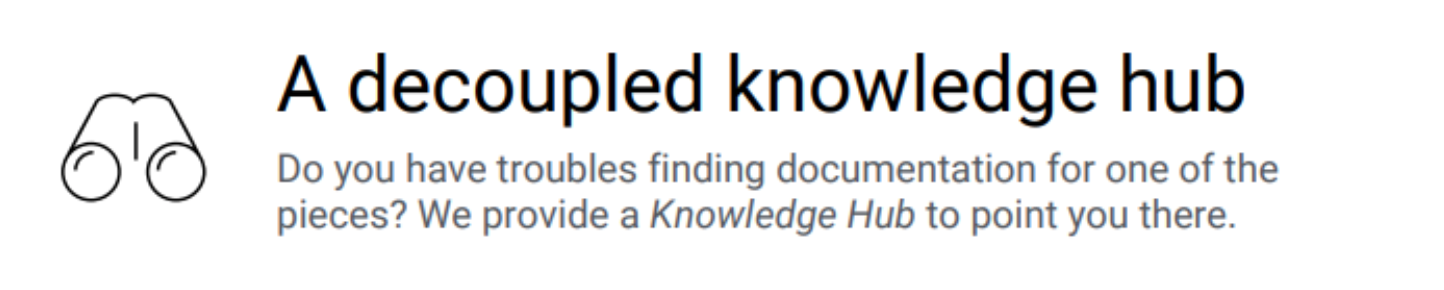 A decoupled knowledge hub
Do you have troubles finding documentation for one of the
pieces? We provide a Knowledge Hub to point you there.